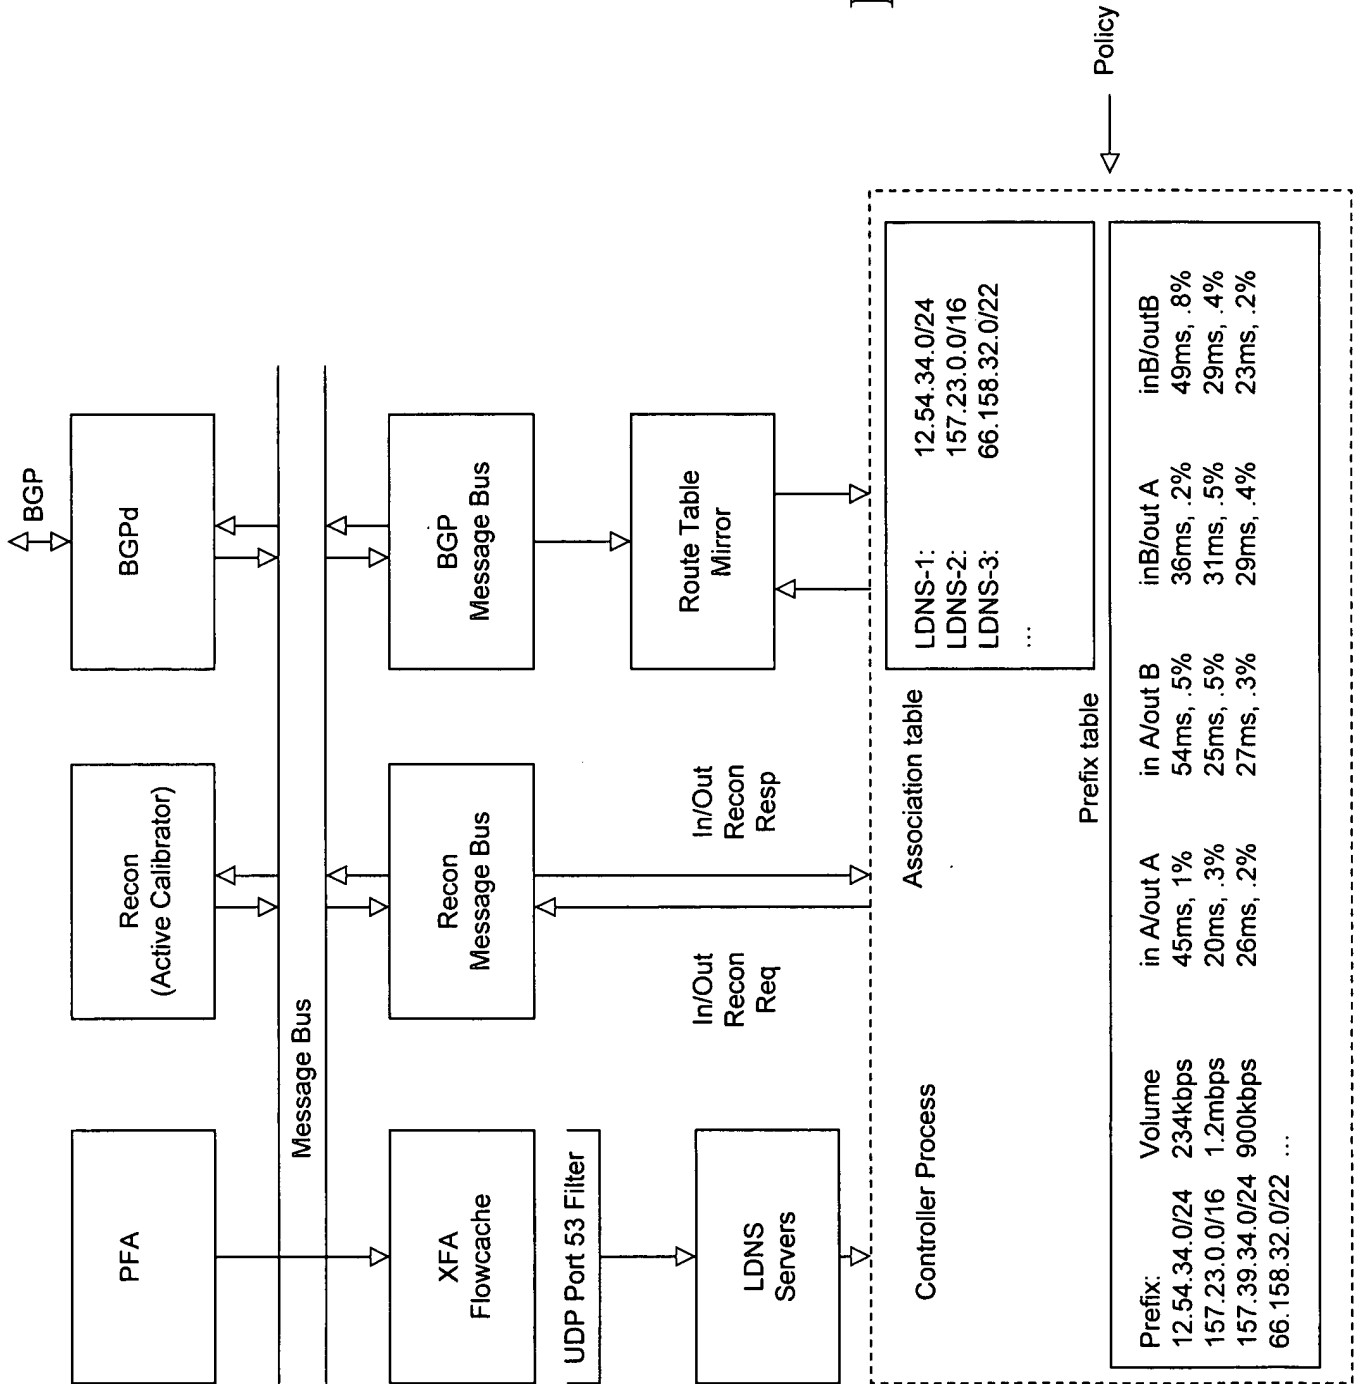 BGP
PFA
Recon
(Active Calibrator)
BGPd
Message Bus
XFA
Flowcache
Recon
Message Bus
BGP
Message Bus
UDP Port 53 Filter
LDNS
Servers
In/Out
Recon
Req
In/Out
Recon
Resp
Route Table
Mirror
Controller Process
Association table
LDNS-1: 12.54.34.0/24
LDNS-2: 157.23.0.0/16
LDNS-3: 66.158.32.0/22
...
Policy
Prefix table
Prefix: Volume in A/out A in A/out B inB/out A inB/outB
12.54.34.0/24 234kbps 45ms, 1% 54ms, .5% 36ms, .2% 49ms, .8%
157.23.0.0/16 1.2mbps 20ms, .3% 25ms, .5% 31ms, .5% 29ms, .4%
157.39.34.0/24 900kbps 26ms, .2% 27ms, .3% 29ms, .4% 23ms, .2%
66.158.32.0/22 ...